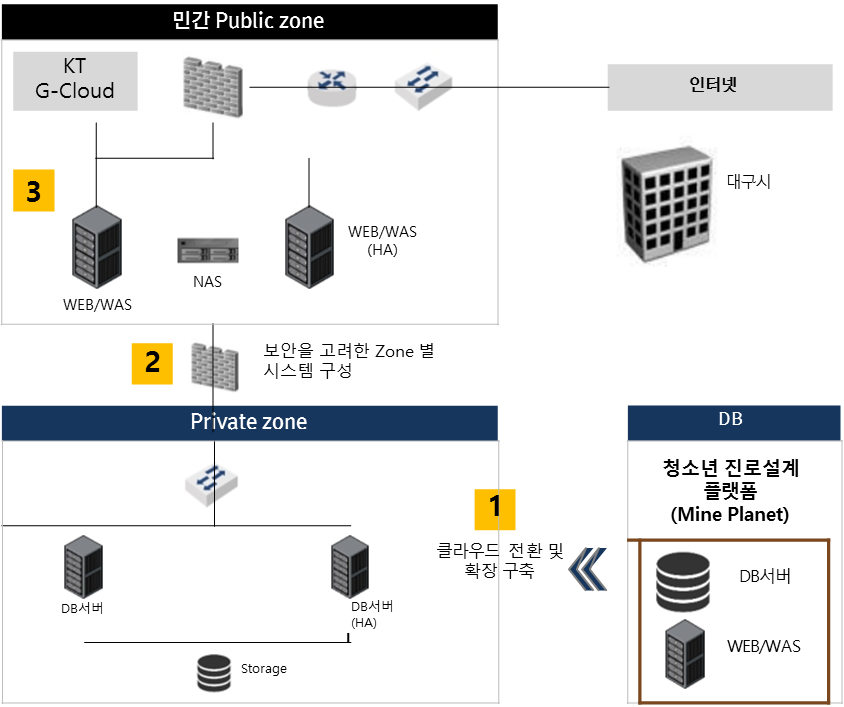 민간 Public zone
KT
G-Cloud
인터넷
대구시
3
WEB/WAS
(HA)
NAS
WEB/WAS
2
보안을 고려한 Zone 별
시스템 구성
Private zone
DB
청소년 진로설계
플랫폼
(Mine Planet)
1
클라우드 전환 및
확장 구축
DB서버
WEB/WAS
DB서버
DB서버
(HA)
Storage